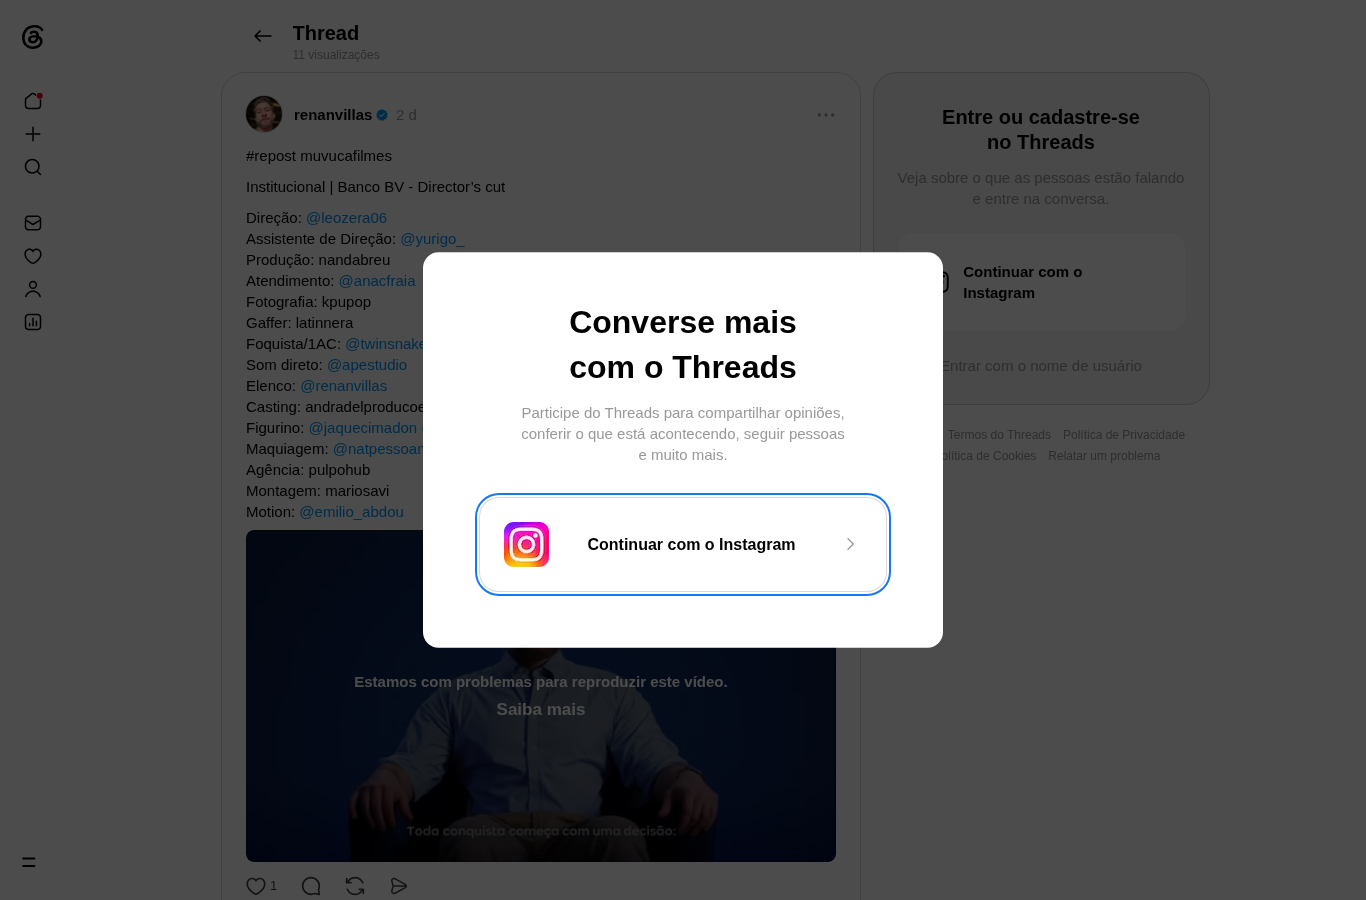 Thread
11 visualizações
renanvillas 2 d
#repost muvucafilmes
Institucional | Banco BV - Director's cut
Direção: @leozera06
Assistente de Direção: @yurigo_
Produção: nandabreu
Atendimento: @anacfraia
Fotografia: kpupop
Gaffer: latinnera
Foquista/1AC: @twinsnake
Som direto: @apestudio
Elenco: @renanvillas
Casting: andradelproducoe
Figurino: @jaquecimadon
Maquiagem: @natpessoar
Agência: pulpohub
Montagem: mariosavi
Motion: @emilio_abdou
Estamos com problemas para reproduzir este vídeo.
Saiba mais
Toda conquista começa com uma decisão:
1
Converse mais
com o Threads
Participe do Threads para compartilhar opiniões,
conferir o que está acontecendo, seguir pessoas
e muito mais.
Continuar com o Instagram
Entre ou cadastre-se
no Threads
Veja sobre o que as pessoas estão falando
e entre na conversa.
Continuar com o
Instagram
Entrar com o nome de usuário
Termos do Threads Política de Privacidade
olítica de Cookies Relatar um problema